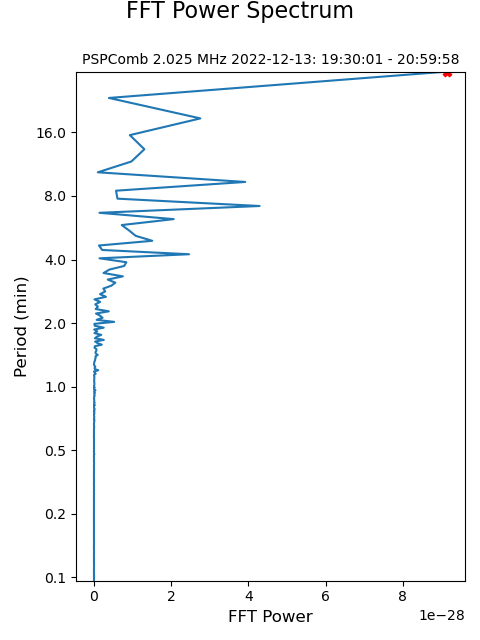 FFT Power Spectrum
PSPComb 2.025 MHz 2022-12-13: 19:30:01 - 20:59:58
16.0
8.0
4.0
2.0
1.0
0.5
0.2
0.1
Period (min)
0 2 4 6 8
1e−28
FFT Power